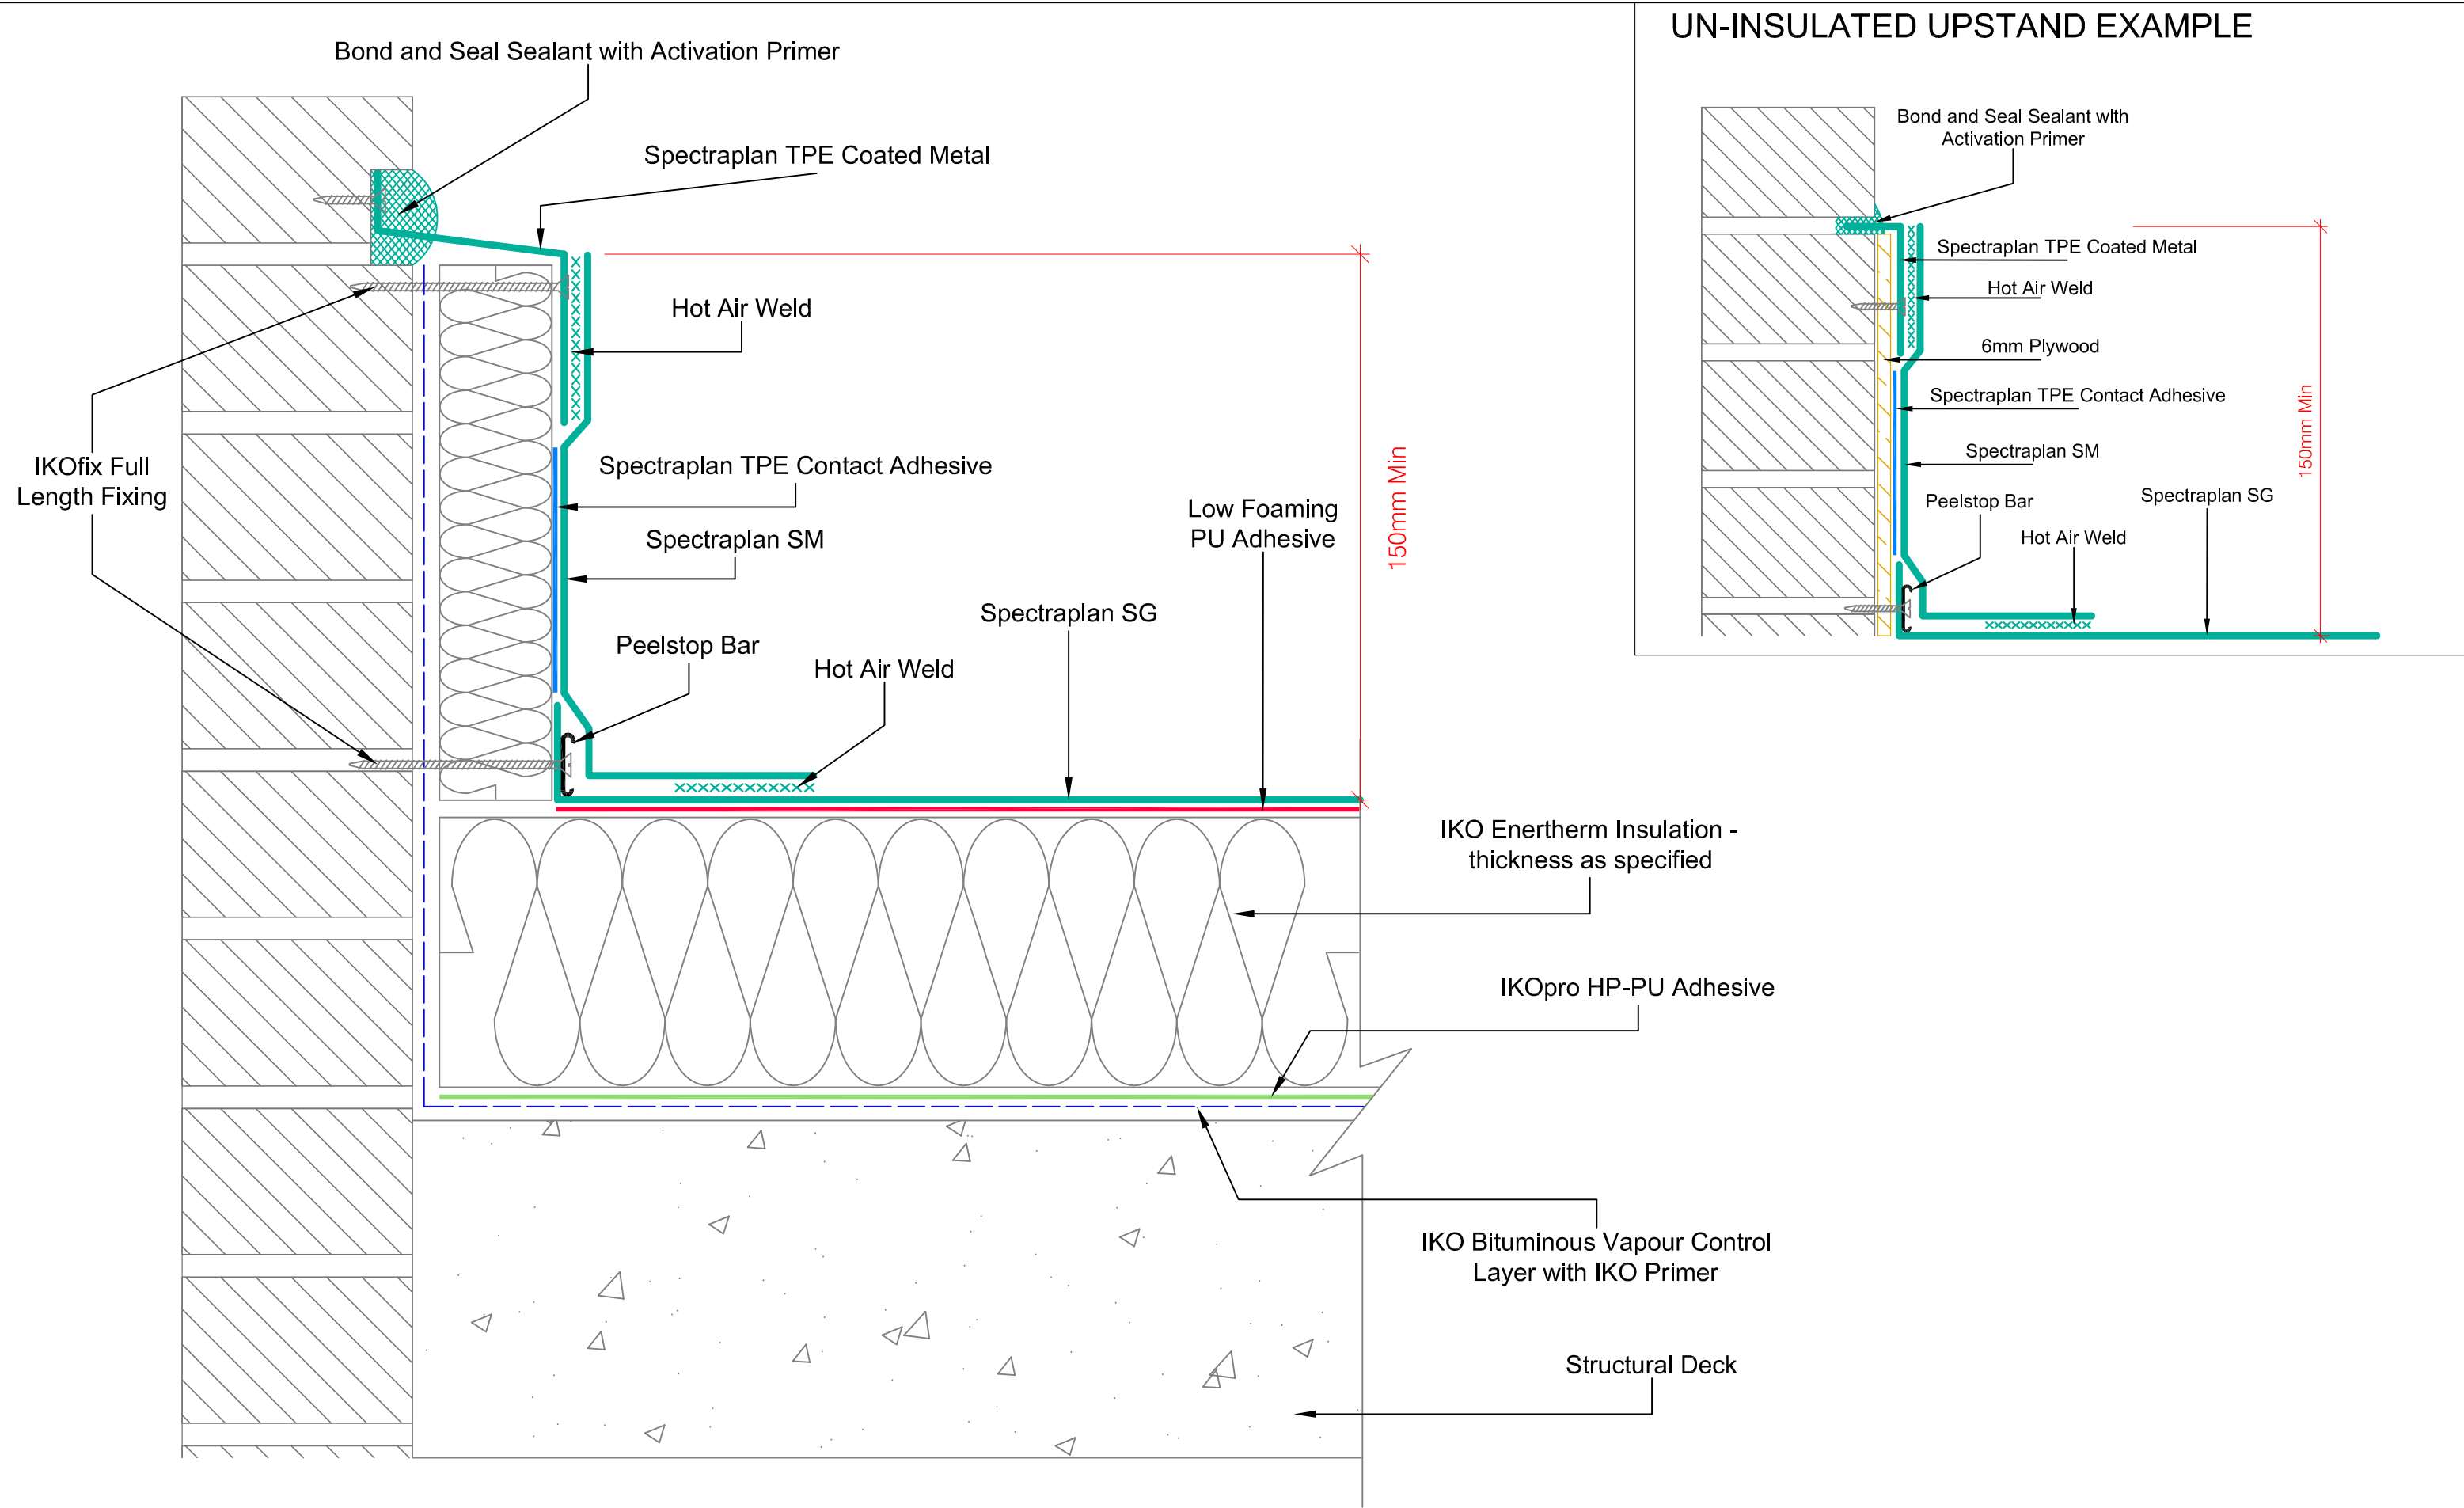 UN-INSULATED UPSTAND EXAMPLE
Bond and Seal Sealant with Activation Primer
Spectraplan TPE Coated Metal
Hot Air Weld
IKOfix Full
Length Fixing
Spectraplan TPE Contact Adhesive
Spectraplan SM
Low Foaming
PU Adhesive
150mm Min
Spectraplan SG
Peelstop Bar
Hot Air Weld
IKO Enertherm Insulation -
thickness as specified
IKOpro HP-PU Adhesive
IKO Bituminous Vapour Control
Layer with IKO Primer
Structural Deck
Bond and Seal Sealant with
Activation Primer
Spectraplan TPE Coated Metal
Hot Air Weld
6mm Plywood
Spectraplan TPE Contact Adhesive
150mm Min
Spectraplan SM
Peelstop Bar
Spectraplan SG
Hot Air Weld